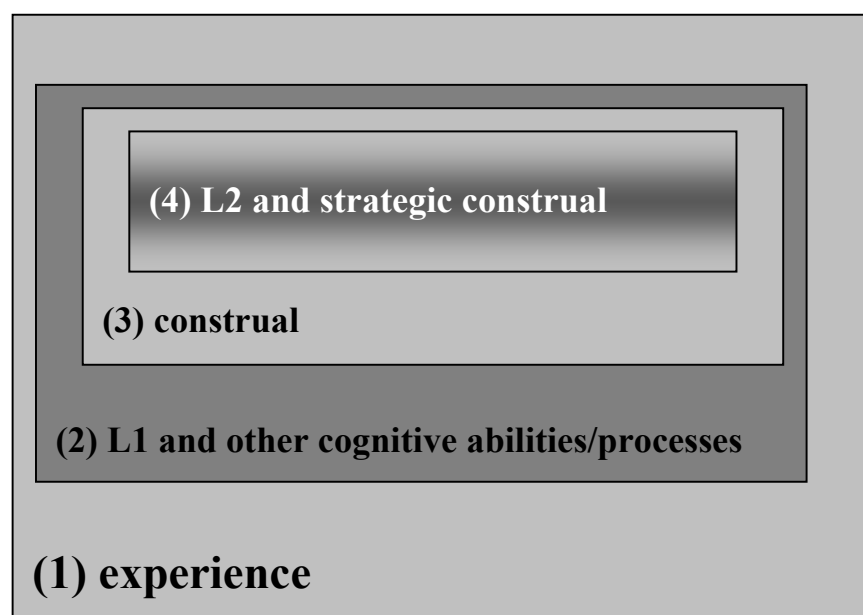 (4) L2 and strategic construal
(3) construal
(2) L1 and other cognitive abilities/processes
(1) experience